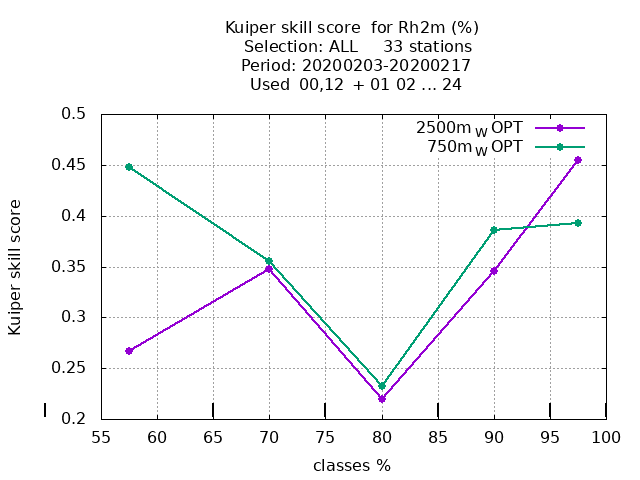 Kuiper skill score  for Rh2m (%)
Selection: ALL     33 stations
Period: 20200203-20200217
Used  00,12  + 01 02 ... 24
2500m_W OPT
750m_W OPT
0.5
0.45
0.4
0.35
0.3
0.25
0.2
Kuiper skill score
55 60 65 70 75 80 85 90 95 100
classes %